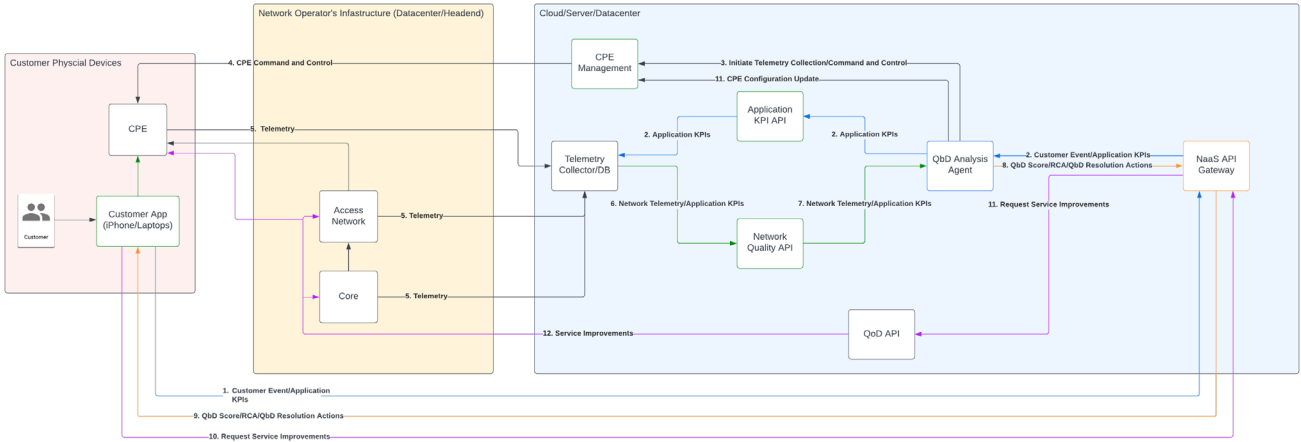 Network Operator's Infastructure (Datacenter/Headend)
Cloud/Server/Datacenter
Customer Physcial Devices
4. CPE Command and Control
CPE
Management
3. Initiate Telemetry Collection/Command and Control
11. CPE Configuration Update
CPE
5. Telemetry
Application
KPI API
2. Application KPIs
2. Application KPIs
Telemetry
Collector/DB
QbD Analysis
Agent
2. Customer Event/Application KPIs
8. QbD Score/RCA/QbD Resolution Actions
NaaS API
Gateway
Customer
Customer App
(iPhone/Laptops)
Access
Network
5. Telemetry
6. Network Telemetry/Application KPIs
7. Network Telemetry/Application KPIs
11. Request Service Improvements
Network
Quality API
Core
5. Telemetry
12. Service Improvements
QoD API
1. Customer Event/Application
KPIs
9. QbD Score/RCA/QbD Resolution Actions
10. Request Service Improvements